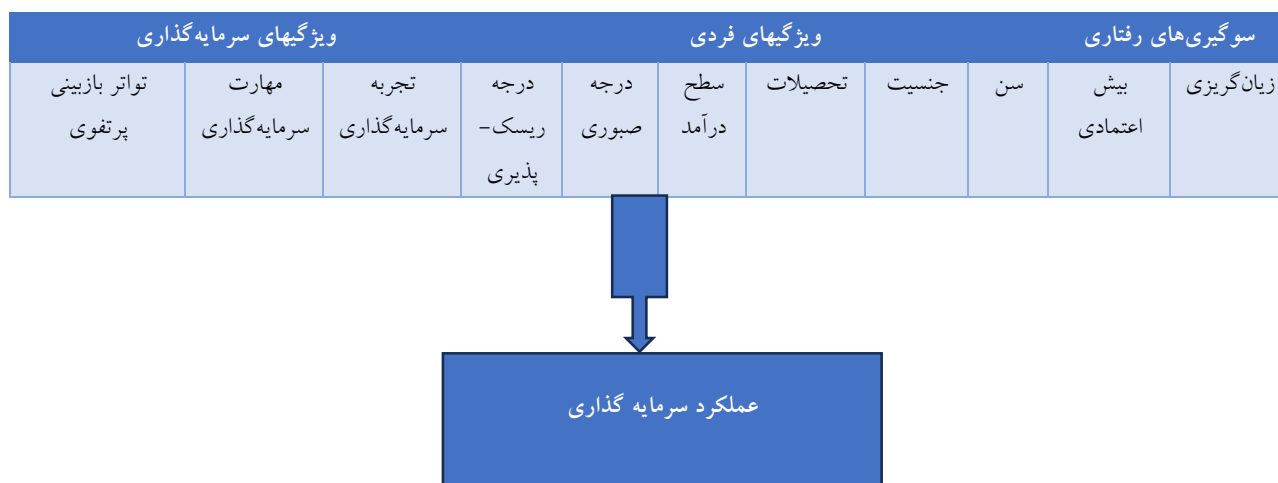 سوگیری‌های رفتاری
ویژگیهای فردی
ویژگیهای سرمایه‌گذاری
زیان‌گریزی
بیش
اعتمادی
سن
جنسیت
تحصیلات
سطح
درآمد
درجه
صبوری
درجه
ریسک-
پذیری
تجربه
سرمایه‌گذاری
مهارت
سرمایه‌گذاری
تواتر بازبینی
پرتفوی
عملکرد سرمایه گذاری